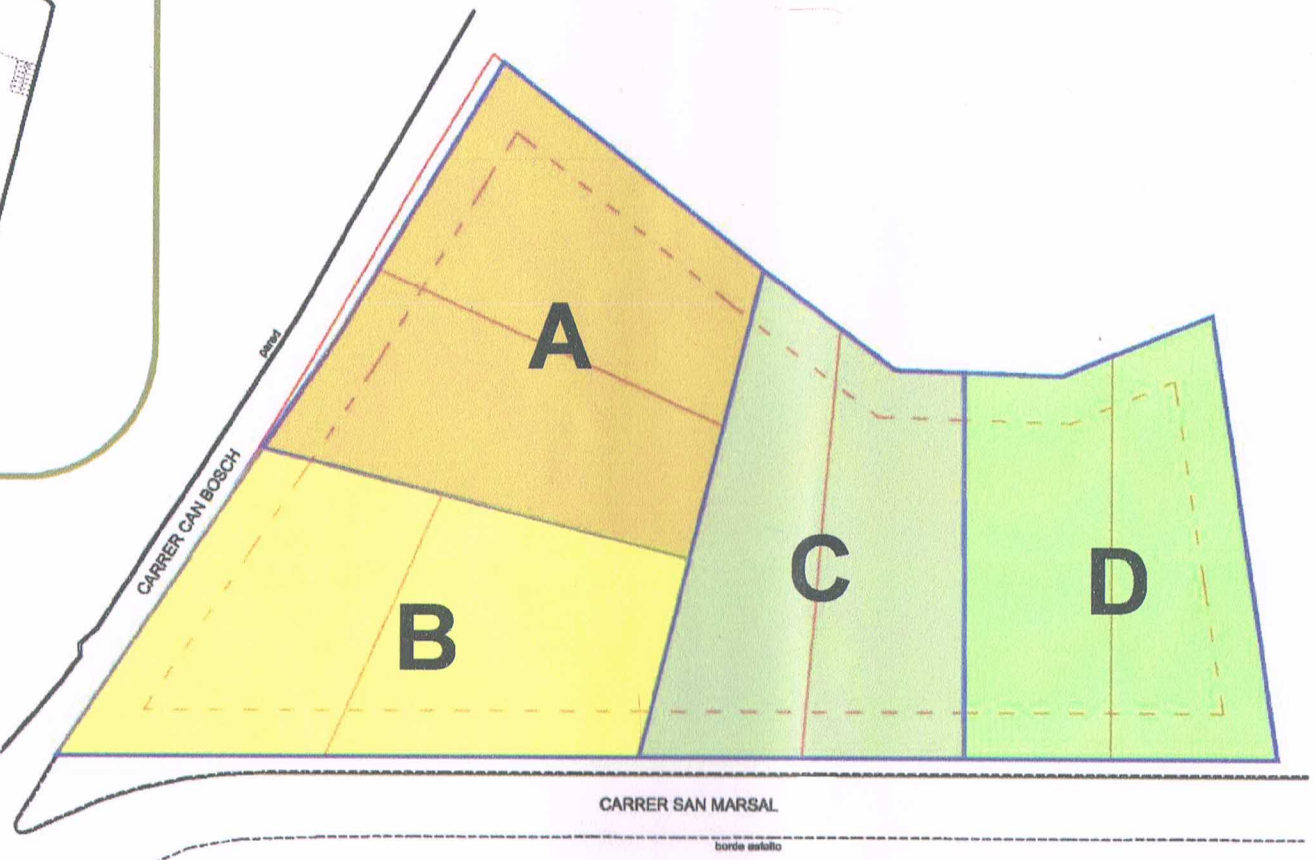 A
pared
CARRER CAN BOSCH
C
D
B
CARRER SAN MARSAL
borde asfalto